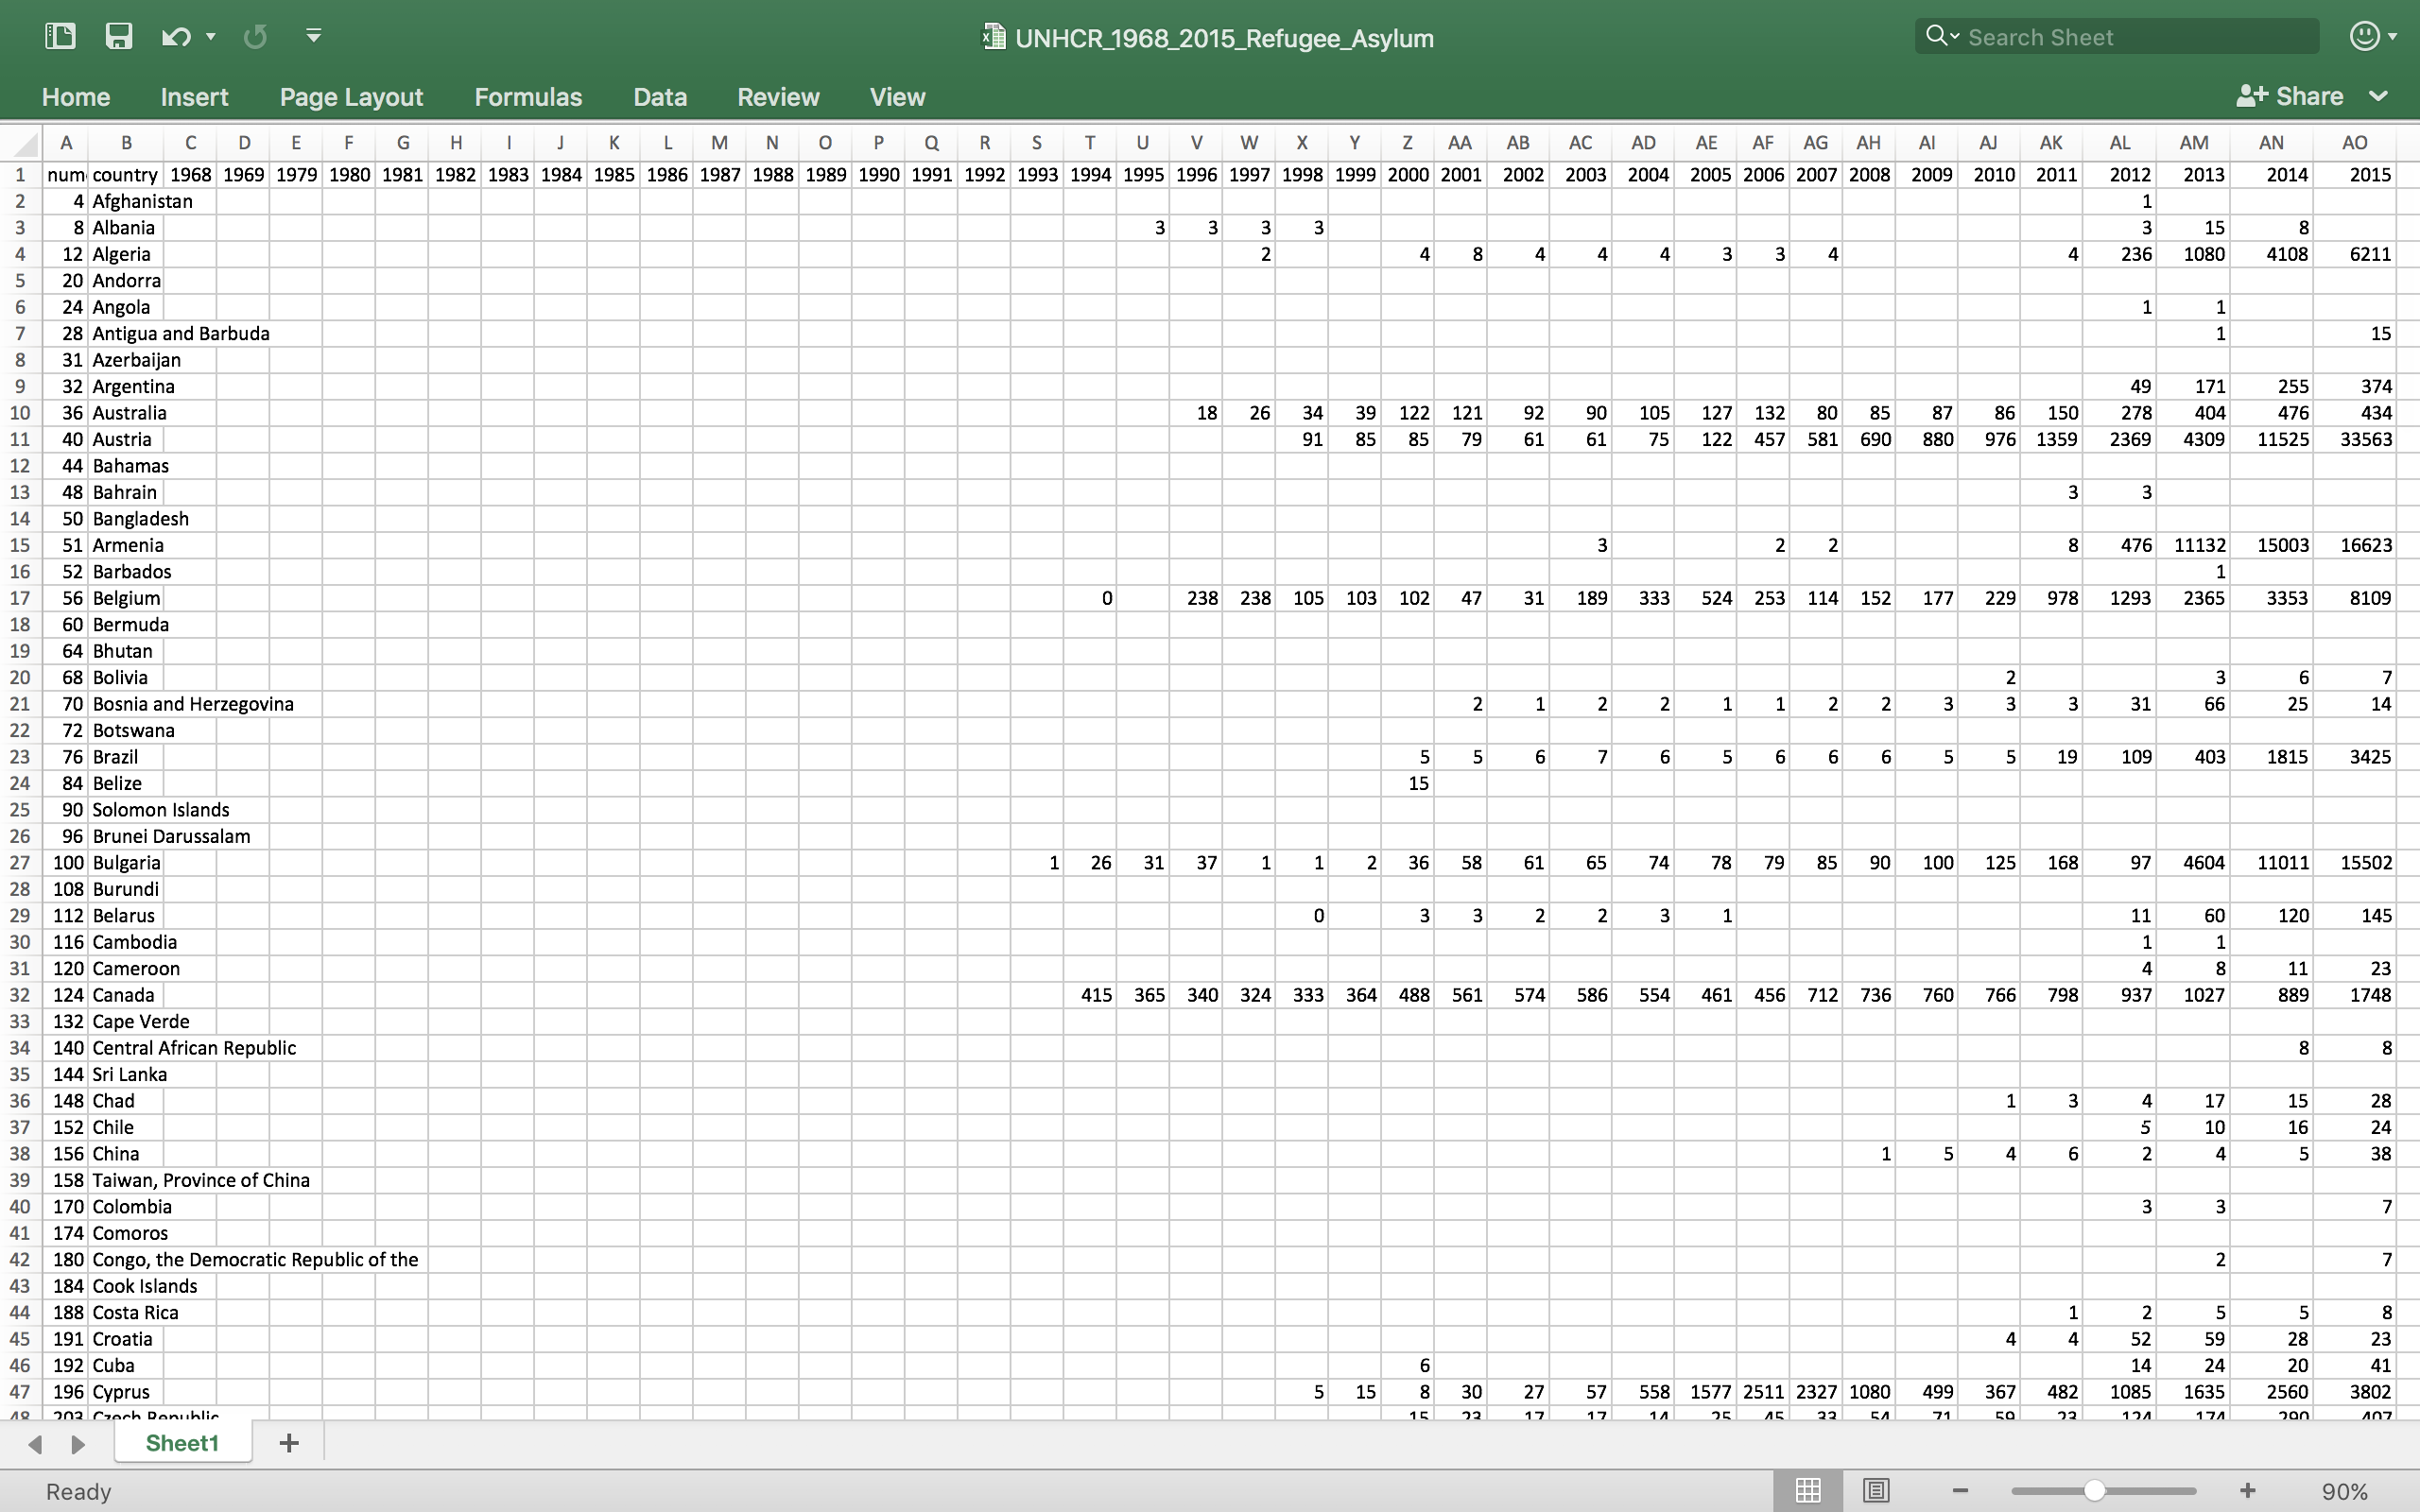 UNHCR_1968_2015_Refugee_Asylum
Search Sheet
Home Insert Page Layout Formulas Data Review View Share
A B C D E F G H I J K L M N O P Q R S T U V W X Y Z AA AB AC AD AE AF AG AH AI AJ AK AL AM AN AO
1 num country 1968 1969 1979 1980 1981 1982 1983 1984 1985 1986 1987 1988 1989 1990 1991 1992 1993 1994 1995 1996 1997 1998 1999 2000 2001 2002 2003 2004 2005 2006 2007 2008 2009 2010 2011 2012 2013 2014 2015
2 4 Afghanistan 1
3 8 Albania 3 3 3 3 3 15 8
4 12 Algeria 2 4 8 4 4 4 3 3 4 4 236 1080 4108 6211
5 20 Andorra
6 24 Angola 1 1
7 28 Antigua and Barbuda 1 15
8 31 Azerbaijan
9 32 Argentina 49 171 255 374
10 36 Australia 18 26 34 39 122 121 92 90 105 127 132 80 85 87 86 150 278 404 476 434
11 40 Austria 91 85 85 79 61 61 75 122 457 581 690 880 976 1359 2369 4309 11525 33563
12 44 Bahamas
13 48 Bahrain 3 3
14 50 Bangladesh
15 51 Armenia 3 2 2 8 476 11132 15003 16623
16 52 Barbados 1
17 56 Belgium 0 238 238 105 103 102 47 31 189 333 524 253 114 152 177 229 978 1293 2365 3353 8109
18 60 Bermuda
19 64 Bhutan
20 68 Bolivia 2 3 6 7
21 70 Bosnia and Herzegovina 2 1 2 2 1 1 2 2 3 3 3 31 66 25 14
22 72 Botswana
23 76 Brazil 5 5 6 7 6 5 6 6 6 5 5 19 109 403 1815 3425
24 84 Belize 15
25 90 Solomon Islands
26 96 Brunei Darussalam
27 100 Bulgaria 1 26 31 37 1 1 2 36 58 61 65 74 78 79 85 90 100 125 168 97 4604 11011 15502
28 108 Burundi
29 112 Belarus 0 3 3 2 2 3 1 11 60 120 145
30 116 Cambodia 1 1
31 120 Cameroon 4 8 11 23
32 124 Canada 415 365 340 324 333 364 488 561 574 586 554 461 456 712 736 760 766 798 937 1027 889 1748
33 132 Cape Verde
34 140 Central African Republic 8 8
35 144 Sri Lanka
36 148 Chad 1 3 4 17 15 28
37 152 Chile 5 10 16 24
38 156 China 1 5 4 6 2 4 5 38
39 158 Taiwan, Province of China
40 170 Colombia 3 3 7
41 174 Comoros
42 180 Congo, the Democratic Republic of the 2 7
43 184 Cook Islands
44 188 Costa Rica 1 2 5 5 8
45 191 Croatia 4 4 52 59 28 23
46 192 Cuba 6 14 24 20 41
47 196 Cyprus 5 15 8 30 27 57 558 1577 2511 2327 1080 499 367 482 1085 1635 2560 3802
48 203 Czech Republic 15 23 17 17 14 25 45 33 54 71 59 23 124 174 290 407
Sheet1
Ready 90%